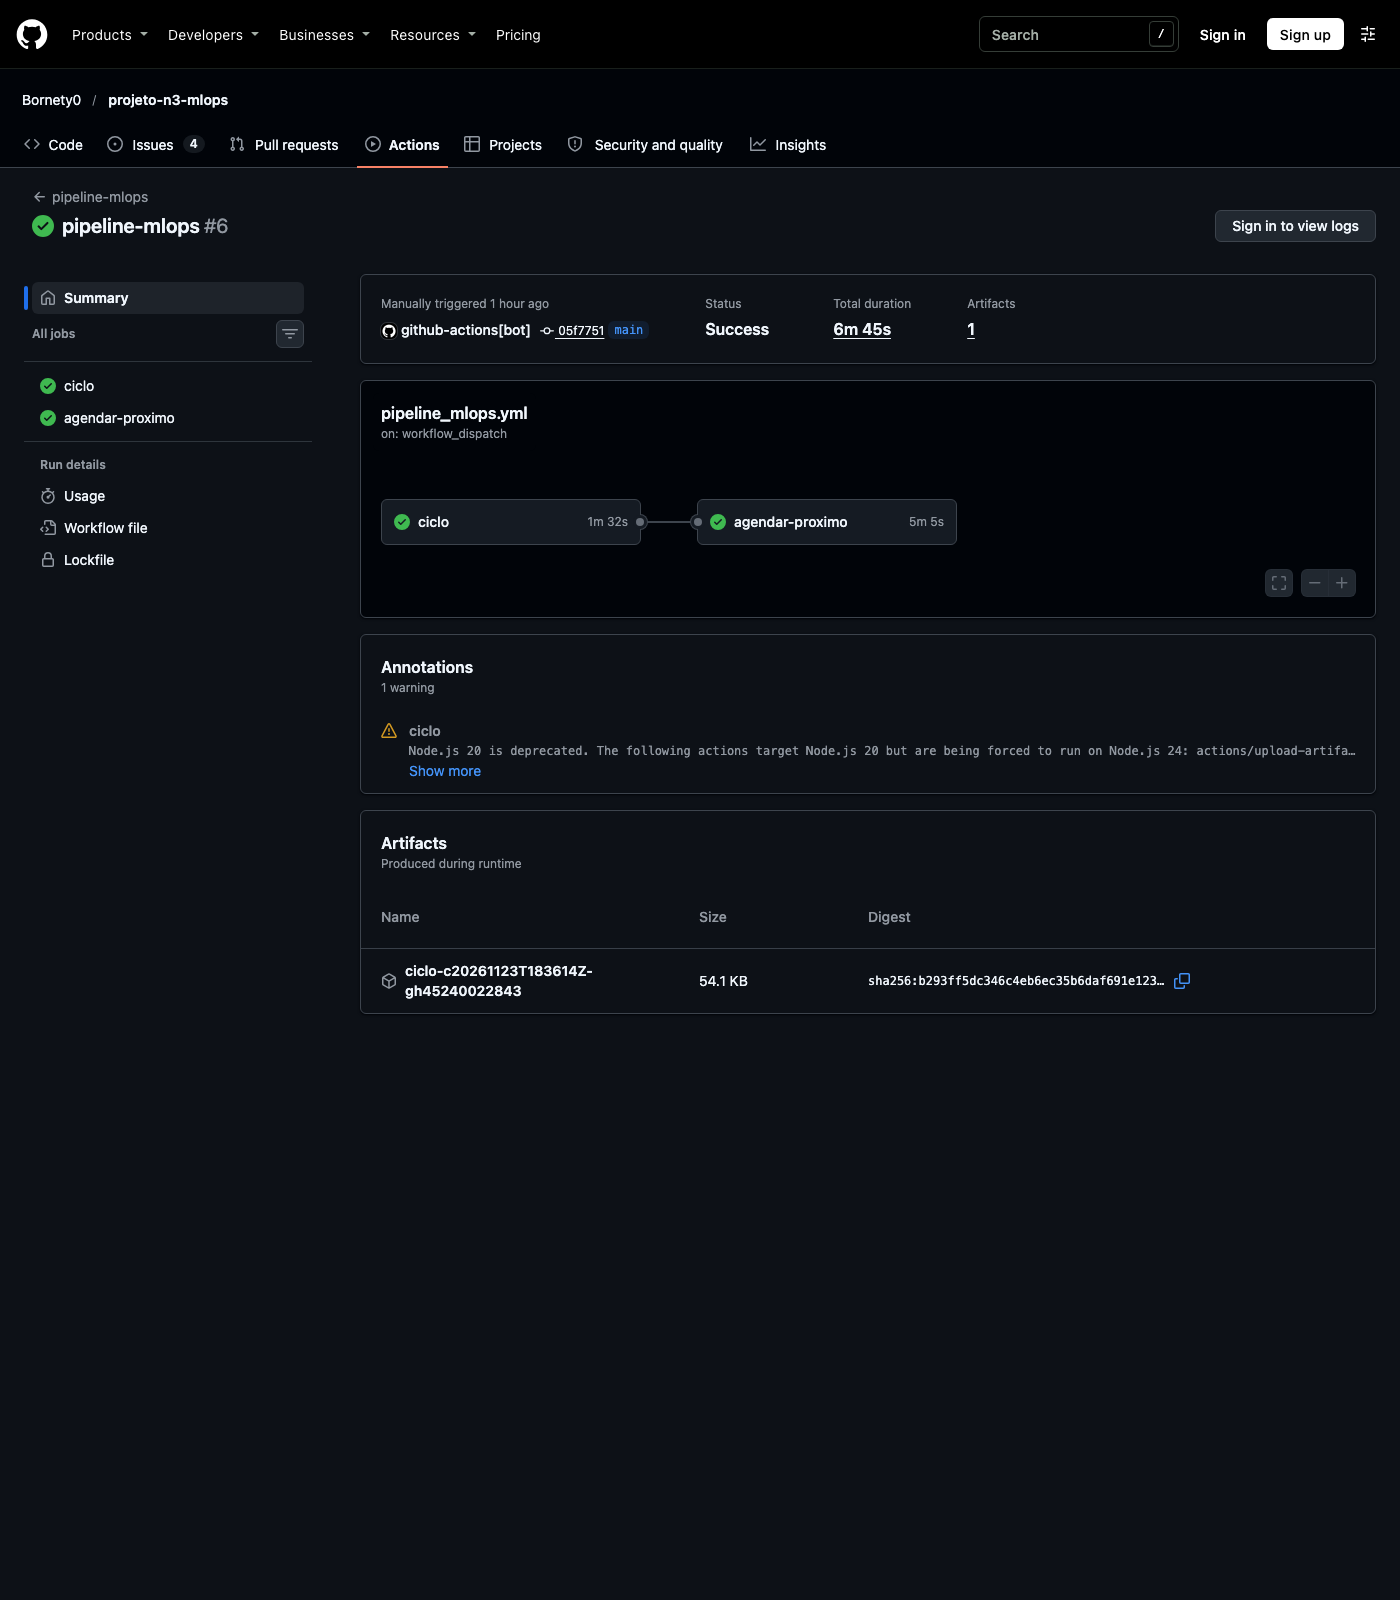 Products Developers Businesses Resources Pricing Search / Sign in Sign up
Bornety0 / projeto-n3-mlops
Code Issues 4 Pull requests Actions Projects Security and quality Insights
pipeline-mlops
pipeline-mlops #6
Sign in to view logs
Summary
All jobs
ciclo
agendar-proximo
Run details
Usage
Workflow file
Lockfile
Manually triggered 1 hour ago
github-actions[bot] 05f7751 main
Status
Success
Total duration
6m 45s
Artifacts
1
pipeline_mlops.yml
on: workflow_dispatch
ciclo 1m 32s
agendar-proximo 5m 5s
Annotations
1 warning
ciclo
Node.js 20 is deprecated. The following actions target Node.js 20 but are being forced to run on Node.js 24: actions/upload-artifa…
Show more
Artifacts
Produced during runtime
Name Size Digest
ciclo-c20261123T183614Z-
gh45240022843
54.1 KB
sha256:b293ff5dc346c4eb6ec35b6daf691e123…